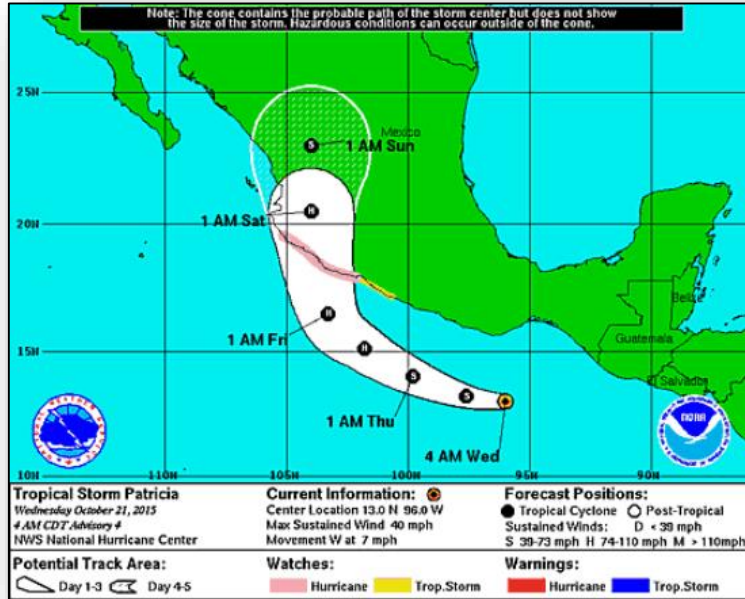 Note: The cone contains the probable path of the storm center but does not show
the size of the storm. Hazardous conditions can occur outside of the cone.
25N
Mexico
S
1 AM Sun
1 AM Sat
H
20N
Belize
1 AM Fri
H
Guatemala
15N
H
S
El Salvador
1 AM Thu
S
NOAA
4 AM Wed
10N
110W
105W
100W
95W
90W
Tropical Storm Patricia
Wednesday October 21, 2015
4 AM CDT Advisory 4
NWS National Hurricane Center
Current Information:
Center Location 13.0 N 96.0 W
Max Sustained Wind 40 mph
Movement W at 7 mph
Forecast Positions:
Tropical Cyclone Post-Tropical
Sustained Winds: D < 39 mph
S 39-73 mph H 74-110 mph M > 110mph
Potential Track Area:
Day 1-3 Day 4-5
Watches:
Hurricane Trop.Storm
Warnings:
Hurricane Trop.Storm